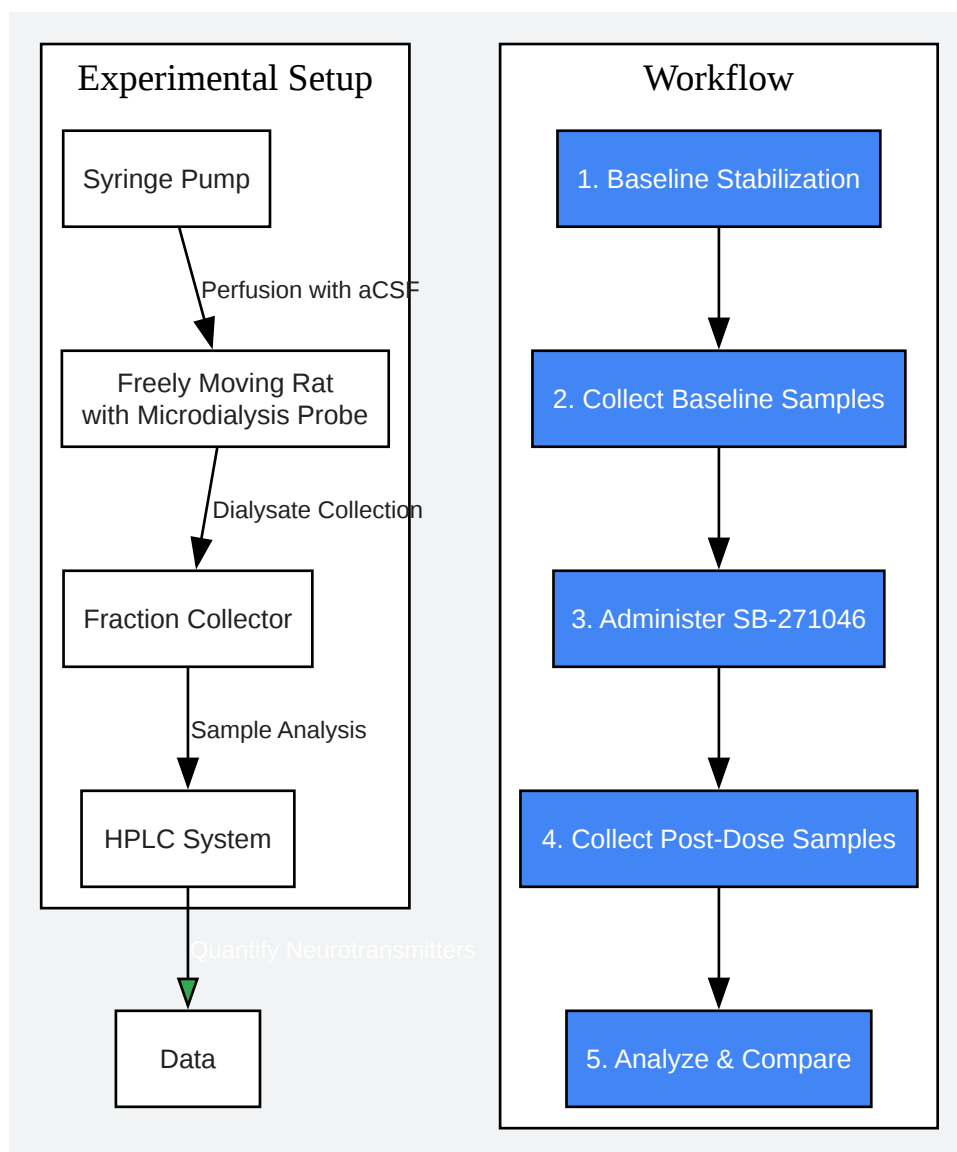 Experimental Setup
Syringe Pump
Perfusion with aCSF
Freely Moving Rat
with Microdialysis Probe
Dialysate Collection
Fraction Collector
Sample Analysis
HPLC System
Quantify Neurotransmitters
Data
Workflow
1. Baseline Stabilization
2. Collect Baseline Samples
3. Administer SB-271046
4. Collect Post-Dose Samples
5. Analyze & Compare